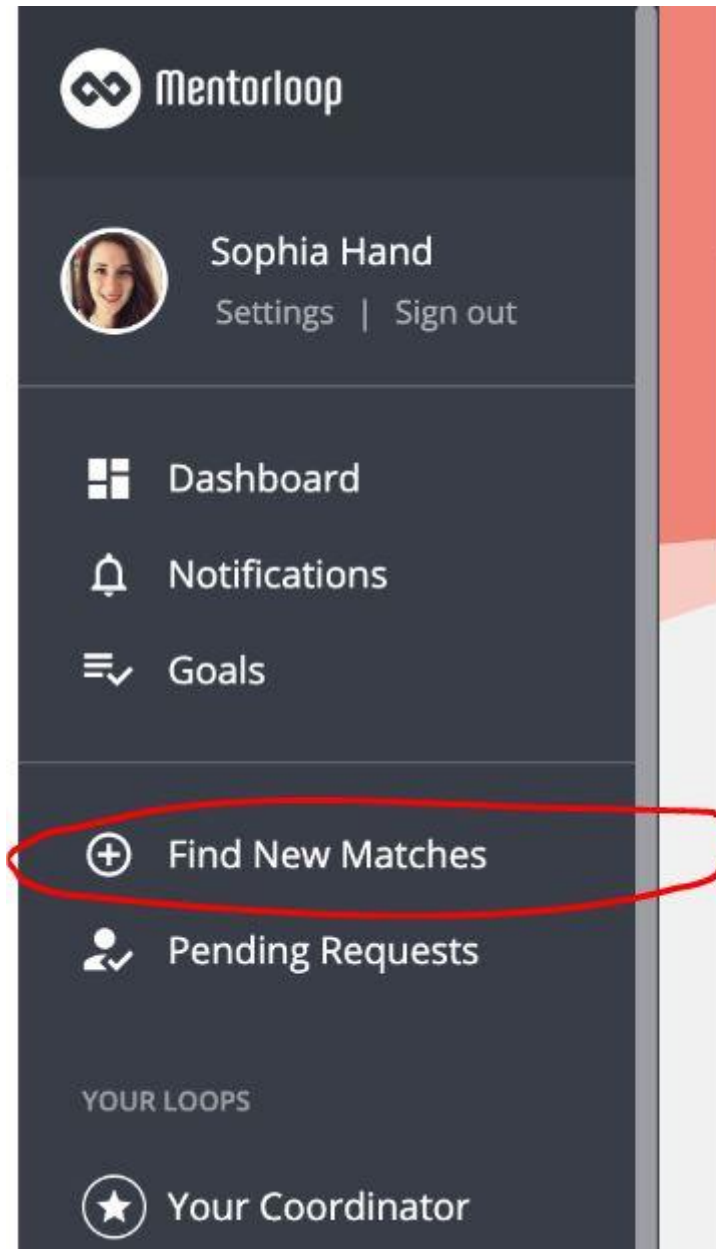 Mentorloop
Sophia Hand
Settings | Sign out
Dashboard
Notifications
Goals
Find New Matches
Pending Requests
YOUR LOOPS
Your Coordinator